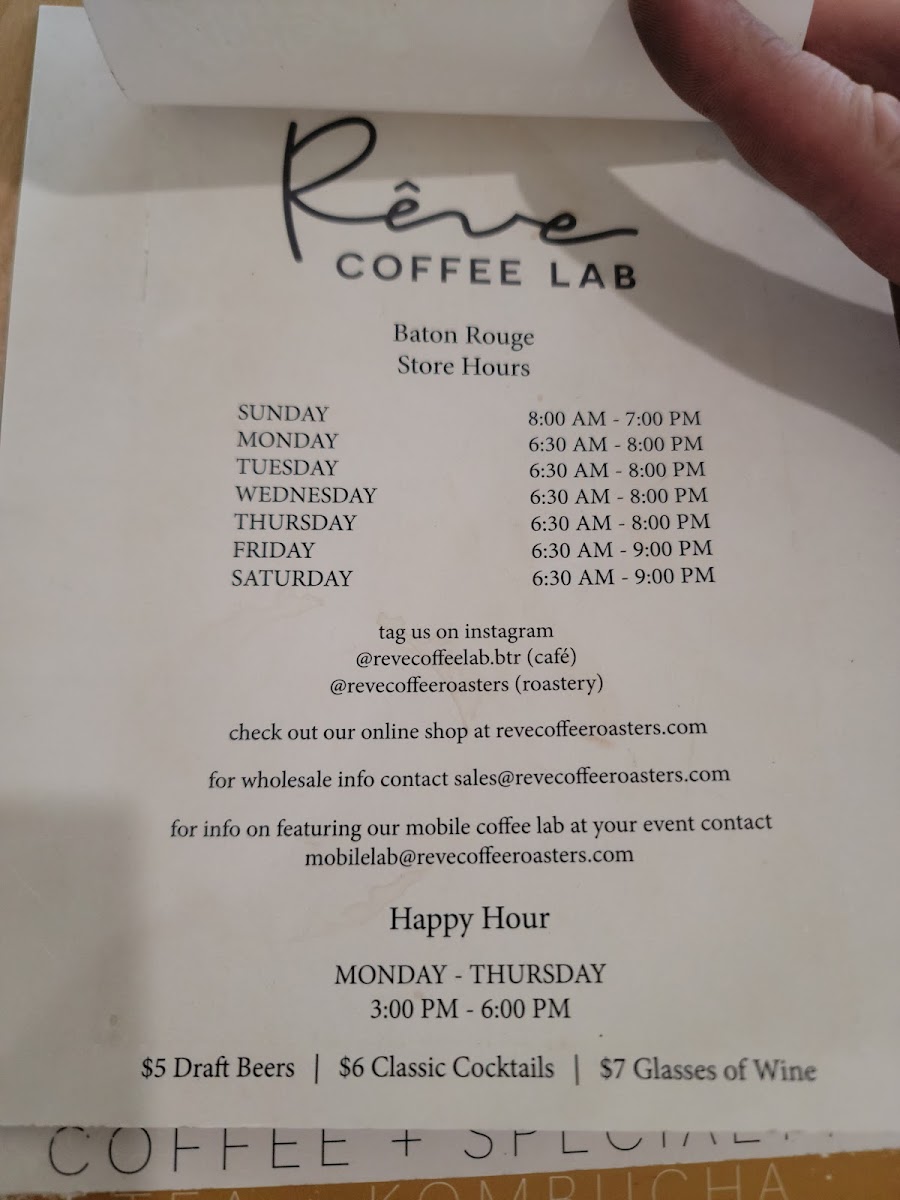 Rêve
COFFEE LAB
Baton Rouge
Store Hours
SUNDAY 8:00 AM - 7:00 PM
MONDAY 6:30 AM - 8:00 PM
TUESDAY 6:30 AM - 8:00 PM
WEDNESDAY 6:30 AM - 8:00 PM
THURSDAY 6:30 AM - 8:00 PM
FRIDAY 6:30 AM - 9:00 PM
SATURDAY 6:30 AM - 9:00 PM
tag us on instagram
@revecoffeelab.btr (café)
@revecoffeeroasters (roastery)
check out our online shop at revecoffeeroasters.com
for wholesale info contact sales@revecoffeeroasters.com
for info on featuring our mobile coffee lab at your event contact
mobilelab@revecoffeeroasters.com
Happy Hour
MONDAY - THURSDAY
3:00 PM - 6:00 PM
$5 Draft Beers | $6 Classic Cocktails | $7 Glasses of Wine
COFFEE +
TEA KOMBUCHA